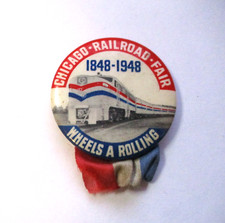 CHICAGO-RAILROAD-FAIR
1848-1948
WHEELS A ROLLING